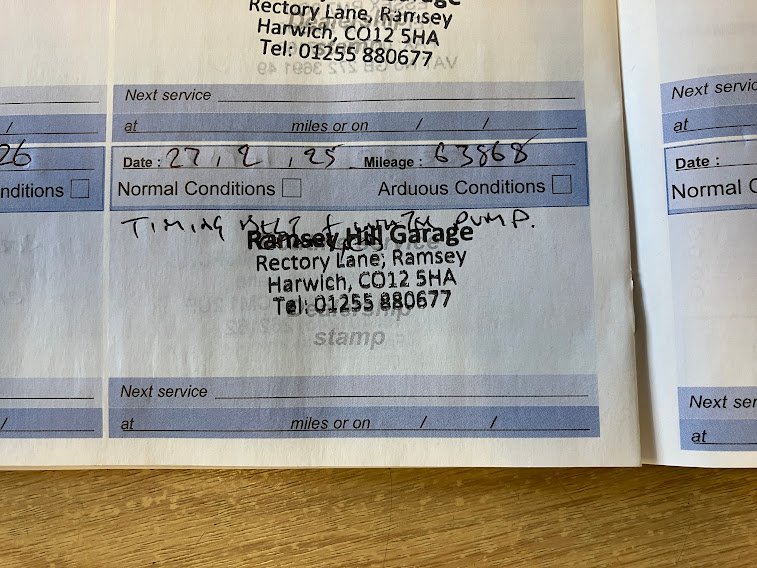 Rectory Lane, Ramsey
Harwich, CO12 5HA
Tel: 01255 880677
Next service
at miles or on / /
Next servic
at
/
26
nditions
Date : 27, 2, 25 Mileage : 63868
Normal Conditions Arduous Conditions
TIMING BELT + WATER PUMP.
Ramsey Hill Garage
Rectory Lane, Ramsey
Harwich, CO12 5HA
Tel: 01255 880677
stamp
Next service
at miles or on / /
/
Date :
Normal C
Next ser
at